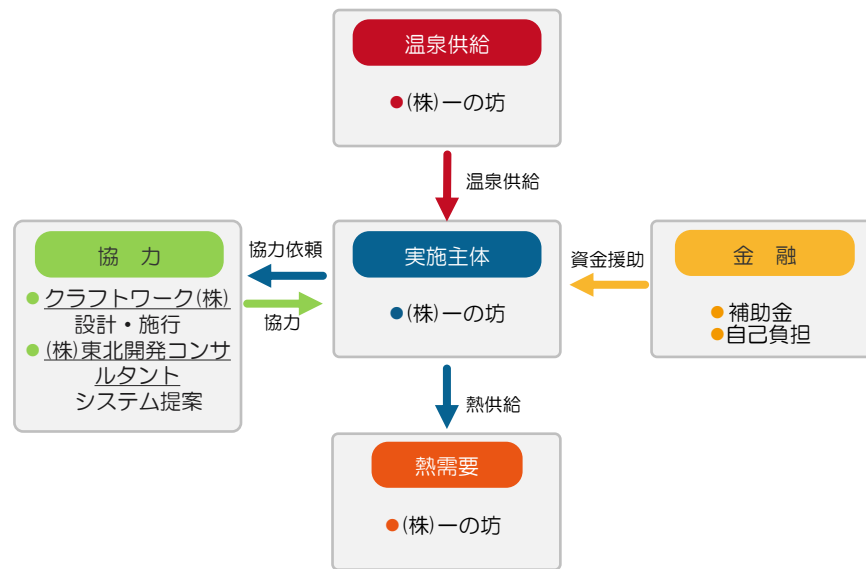 温泉供給
●(株)一の坊
温泉供給
協　力
●クラフトワーク(株)
設計・施行
●(株)東北開発コンサ
ルタント
システム提案
協力依頼
協力
実施主体
●(株)一の坊
資金援助
金　融
●補助金
●自己負担
熱供給
熱需要
●(株)一の坊